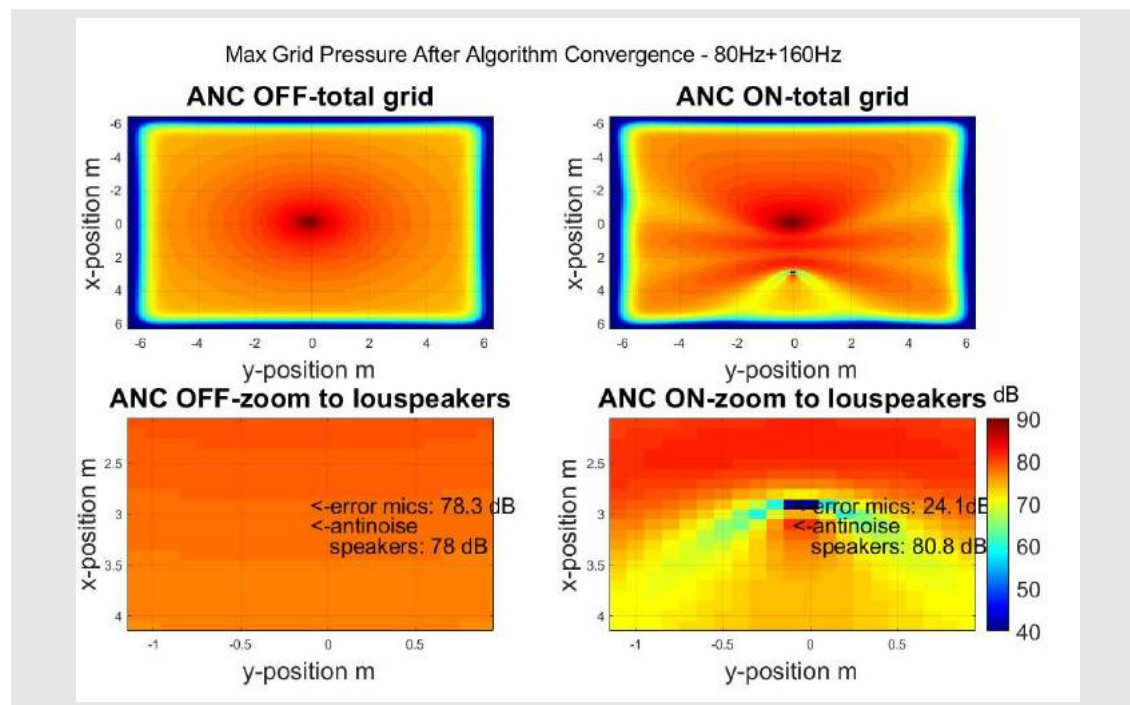 Max Grid Pressure After Algorithm Convergence - 80Hz+160Hz
ANC OFF-total grid
x-position m
-6
-4
-2
0
2
4
6
-6 -4 -2 0 2 4 6
y-position m
ANC ON-total grid
x-position m
-6
-4
-2
0
2
4
6
-6 -4 -2 0 2 4 6
y-position m
ANC OFF-zoom to louspeakers
x-position m
2.5
3
3.5
4
<-error mics: 78.3 dB
<-antinoise
speakers: 78 dB
-1 -0.5 0 0.5
y-position m
ANC ON-zoom to louspeakers
x-position m
2.5
3
3.5
4
<-error mics: 24.1dB
<-antinoise
speakers: 80.8 dB
-1 -0.5 0 0.5
y-position m
dB
90
80
70
60
50
40